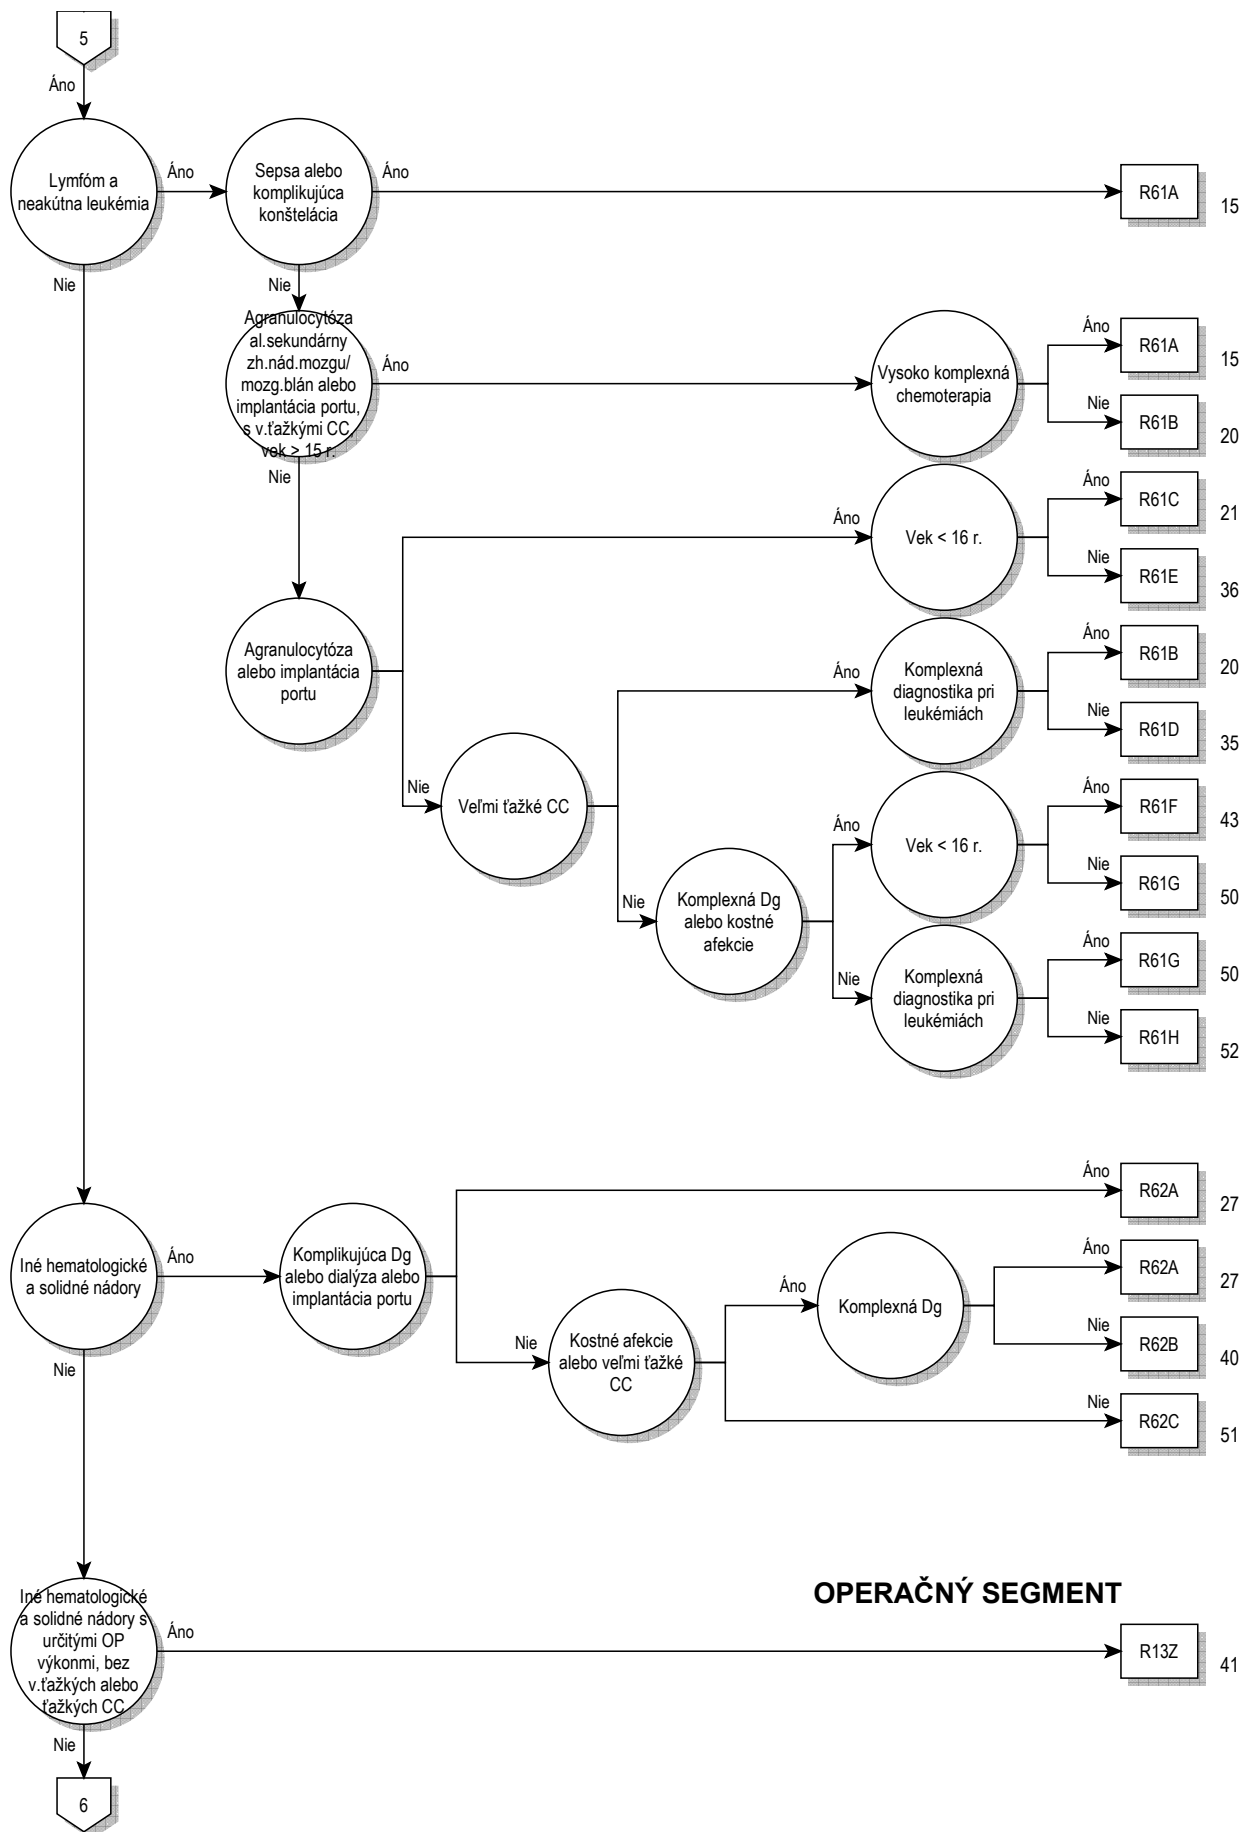 5
Áno
Lymfóm a
neakútna leukémia
Áno
Sepsa alebo
komplikujúca
konštelácia
Áno
R61A
15
Nie
Nie
Agranulocytóza
al.sekundárny
zh.nád.mozgu/
mozg.blán alebo
implantácia portu,
s v.ťažkými CC,
vek > 15 r.
Áno
Vysoko komplexná
chemoterapia
Áno
R61A
15
Nie
R61B
20
Nie
Agranulocytóza
alebo implantácia
portu
Áno
Vek < 16 r.
Áno
R61C
21
Nie
R61E
36
Nie
Veľmi ťažké CC
Áno
Komplexná
diagnostika pri
leukémiách
Áno
R61B
20
Nie
R61D
35
Nie
Komplexná Dg
alebo kostné
afekcie
Áno
Vek < 16 r.
Áno
R61F
43
Nie
R61G
50
Nie
Komplexná
diagnostika pri
leukémiách
Áno
R61G
50
Nie
R61H
52
Iné hematologické
a solidné nádory
Áno
Komplikujúca Dg
alebo dialýza alebo
implantácia portu
Áno
R62A
27
Nie
Kostné afekcie
alebo veľmi ťažké
CC
Áno
Komplexná Dg
Áno
R62A
27
Nie
R62B
40
Nie
R62C
51
Nie
OPERAČNÝ SEGMENT
Iné hematologické
a solidné nádory s
určitými OP
výkonmi, bez
v.ťažkých alebo
ťažkých CC
Áno
R13Z
41
Nie
6